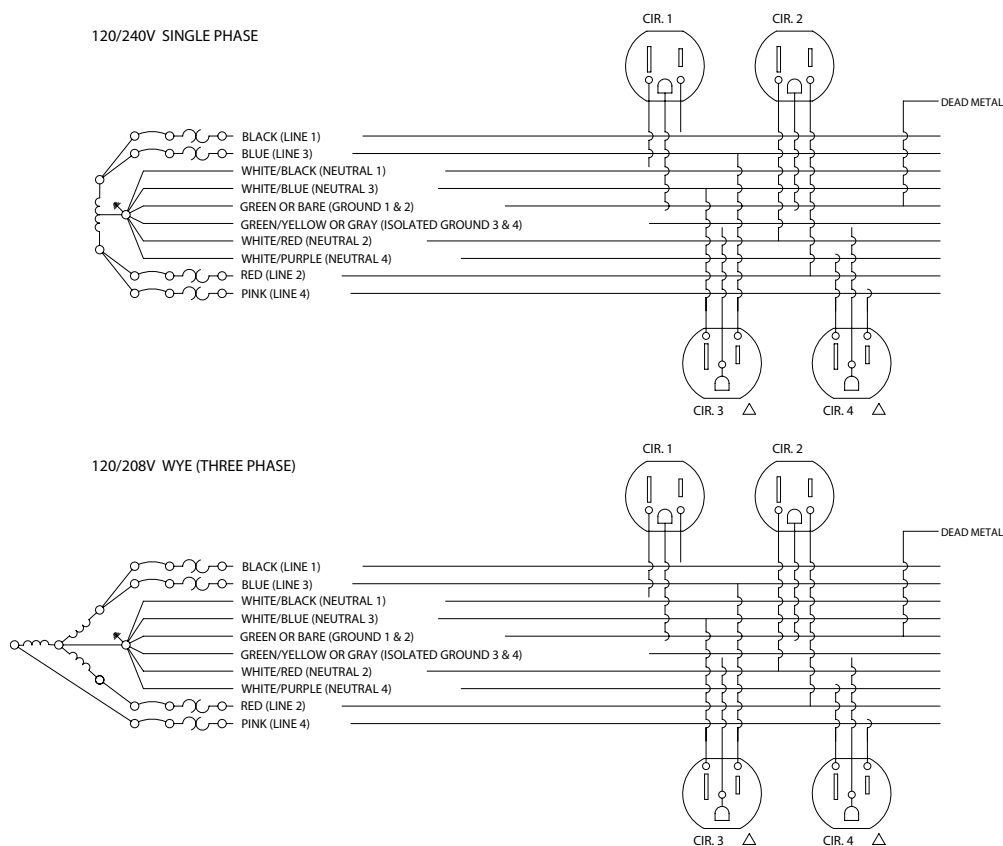 120/240V SINGLE PHASE
CIR. 1
CIR. 2
DEAD METAL
BLACK (LINE 1)
BLUE (LINE 3)
WHITE/BLACK (NEUTRAL 1)
WHITE/BLUE (NEUTRAL 3)
GREEN OR BARE (GROUND 1 & 2)
GREEN/YELLOW OR GRAY (ISOLATED GROUND 3 & 4)
WHITE/RED (NEUTRAL 2)
WHITE/PURPLE (NEUTRAL 4)
RED (LINE 2)
PINK (LINE 4)
CIR. 3
CIR. 4
120/208V WYE (THREE PHASE)
CIR. 1
CIR. 2
DEAD METAL
BLACK (LINE 1)
BLUE (LINE 3)
WHITE/BLACK (NEUTRAL 1)
WHITE/BLUE (NEUTRAL 3)
GREEN OR BARE (GROUND 1 & 2)
GREEN/YELLOW OR GRAY (ISOLATED GROUND 3 & 4)
WHITE/RED (NEUTRAL 2)
WHITE/PURPLE (NEUTRAL 4)
RED (LINE 2)
PINK (LINE 4)
CIR. 3
CIR. 4